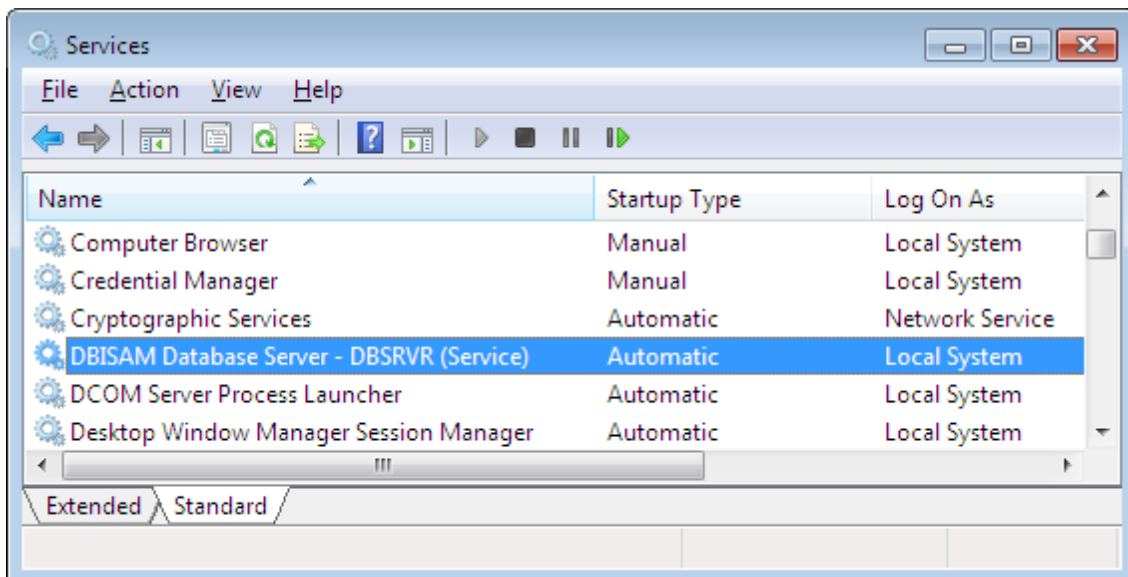 Services
File Action View Help
Name Startup Type Log On As
Computer Browser Manual Local System
Credential Manager Manual Local System
Cryptographic Services Automatic Network Service
DBISAM Database Server - DBSRVR (Service) Automatic Local System
DCOM Server Process Launcher Automatic Local System
Desktop Window Manager Session Manager Automatic Local System
Extended Standard